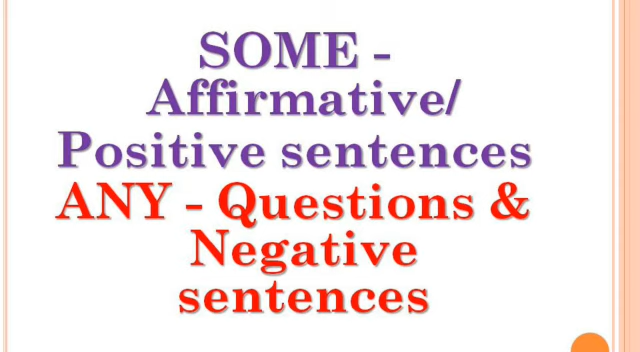 SOME -
Affirmative/
Positive sentences
ANY - Questions &
Negative
sentences